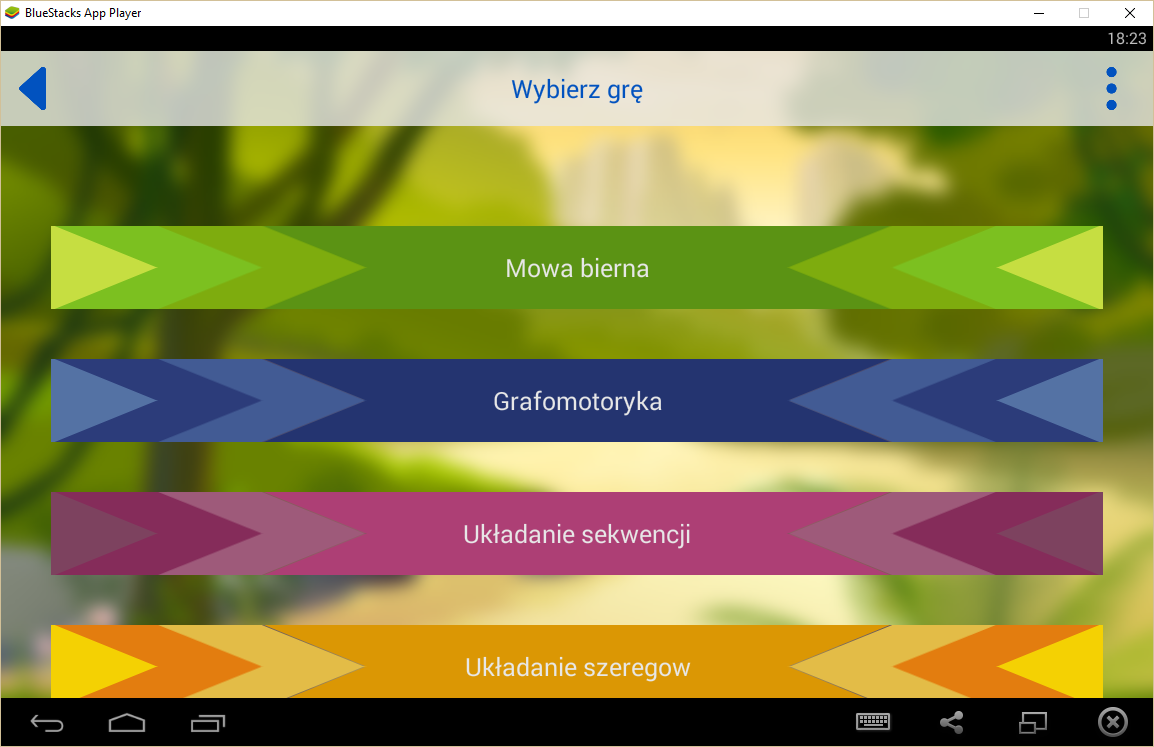 BlueStacks App Player
18:23
Wybierz grę
Mowa bierna
Grafomotoryka
Układanie sekwencji
Układanie szeregow